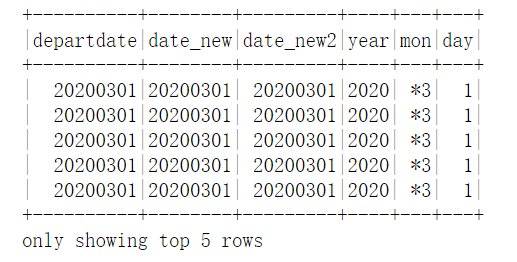 +----------+--------+---------+----+---+---+
|departdate|date_new|date_new2|year|mon|day|
+----------+--------+---------+----+---+---+
|  20200301|20200301| 20200301|2020| *3|  1|
|  20200301|20200301| 20200301|2020| *3|  1|
|  20200301|20200301| 20200301|2020| *3|  1|
|  20200301|20200301| 20200301|2020| *3|  1|
|  20200301|20200301| 20200301|2020| *3|  1|
+----------+--------+---------+----+---+---+
only showing top 5 rows